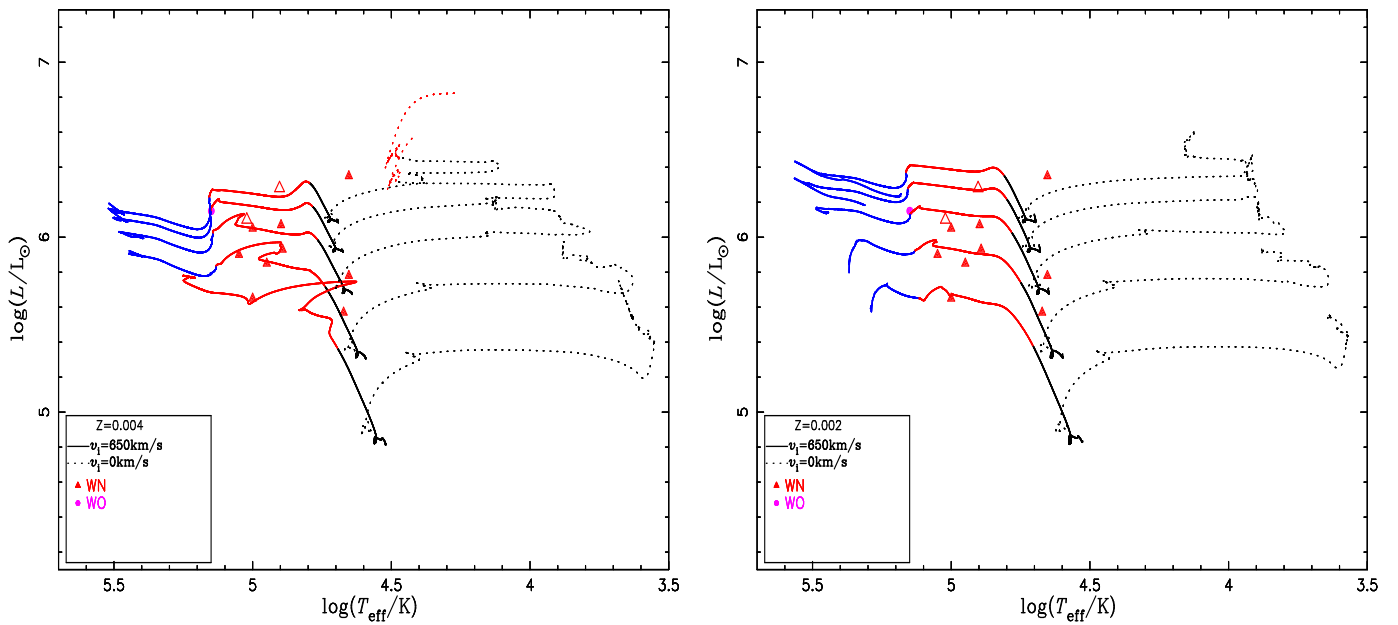 7
6
5
log(L/L⊙)
Z=0.004
vᵢ=650km/s
vᵢ=0km/s
WN
WO
5.5 5 4.5 4 3.5
log(T_eff/K)
7
6
5
log(L/L⊙)
Z=0.002
vᵢ=650km/s
vᵢ=0km/s
WN
WO
5.5 5 4.5 4 3.5
log(T_eff/K)